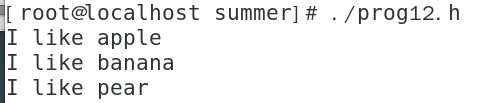 [root@localhost summer]# ./prog12.h
I like apple
I like banana
I like pear